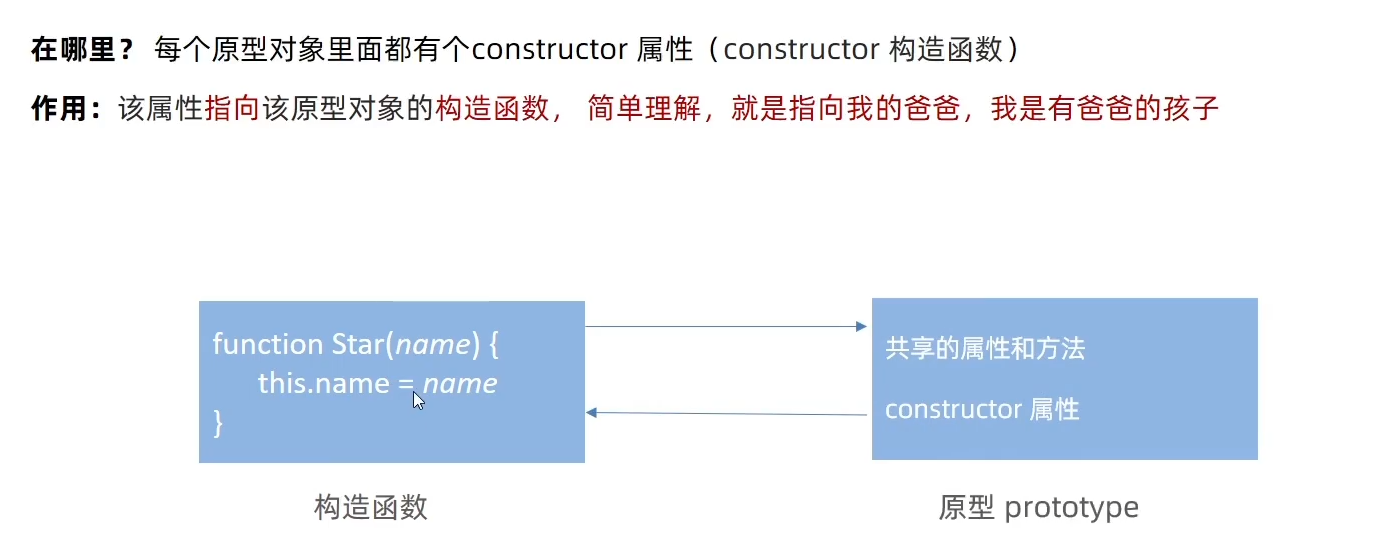 在哪里？ 每个原型对象里面都有个constructor 属性（constructor 构造函数）
作用：该属性指向该原型对象的构造函数， 简单理解，就是指向我的爸爸，我是有爸爸的孩子
function Star(name) {
this.name = name
}
共享的属性和方法
constructor 属性
构造函数
原型 prototype